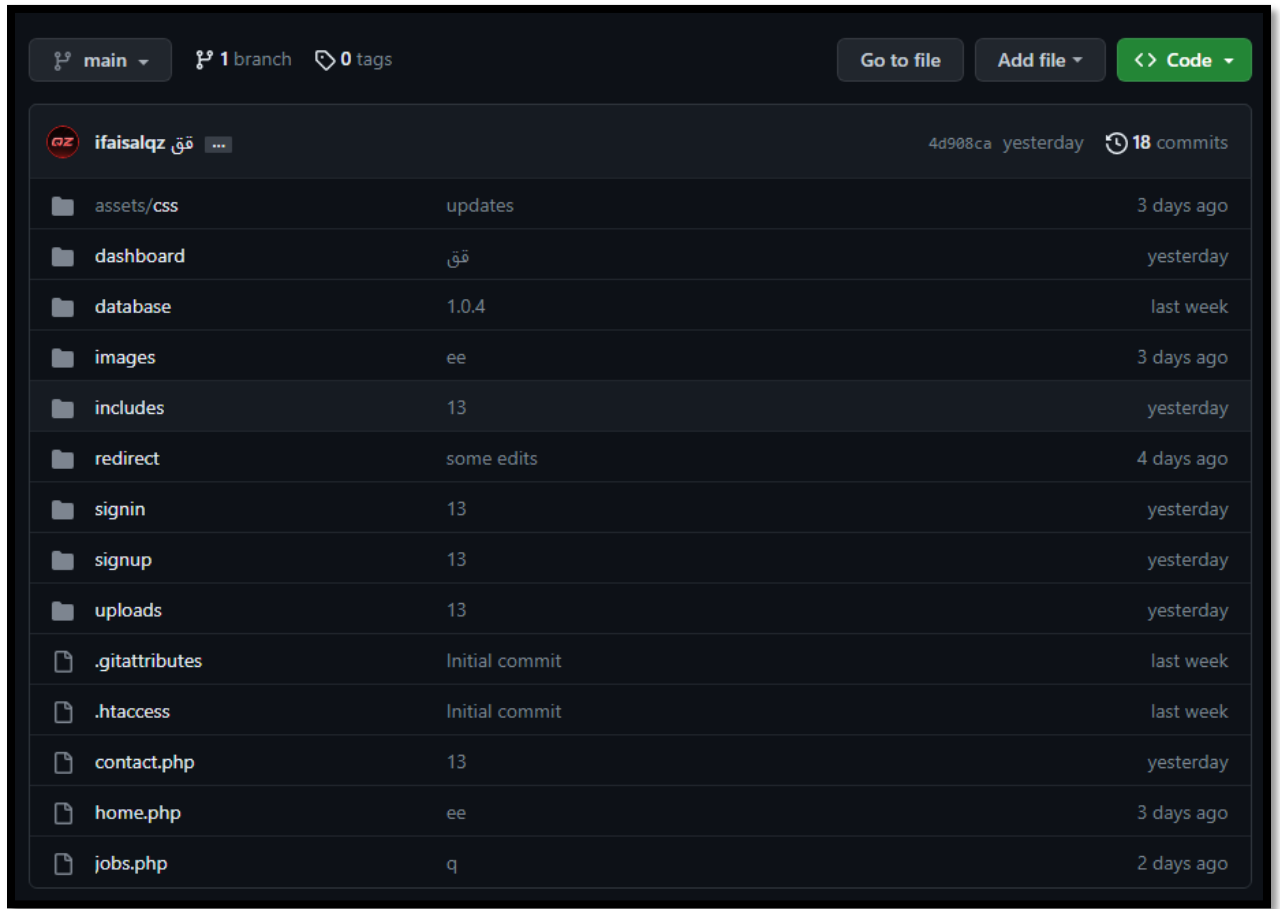 main 1 branch 0 tags Go to file Add file <> Code
QZ ifaisalqz قق ... 4d908ca yesterday 18 commits
assets/css updates 3 days ago
dashboard قق yesterday
database 1.0.4 last week
images ee 3 days ago
includes 13 yesterday
redirect some edits 4 days ago
signin 13 yesterday
signup 13 yesterday
uploads 13 yesterday
.gitattributes Initial commit last week
.htaccess Initial commit last week
contact.php 13 yesterday
home.php ee 3 days ago
jobs.php q 2 days ago